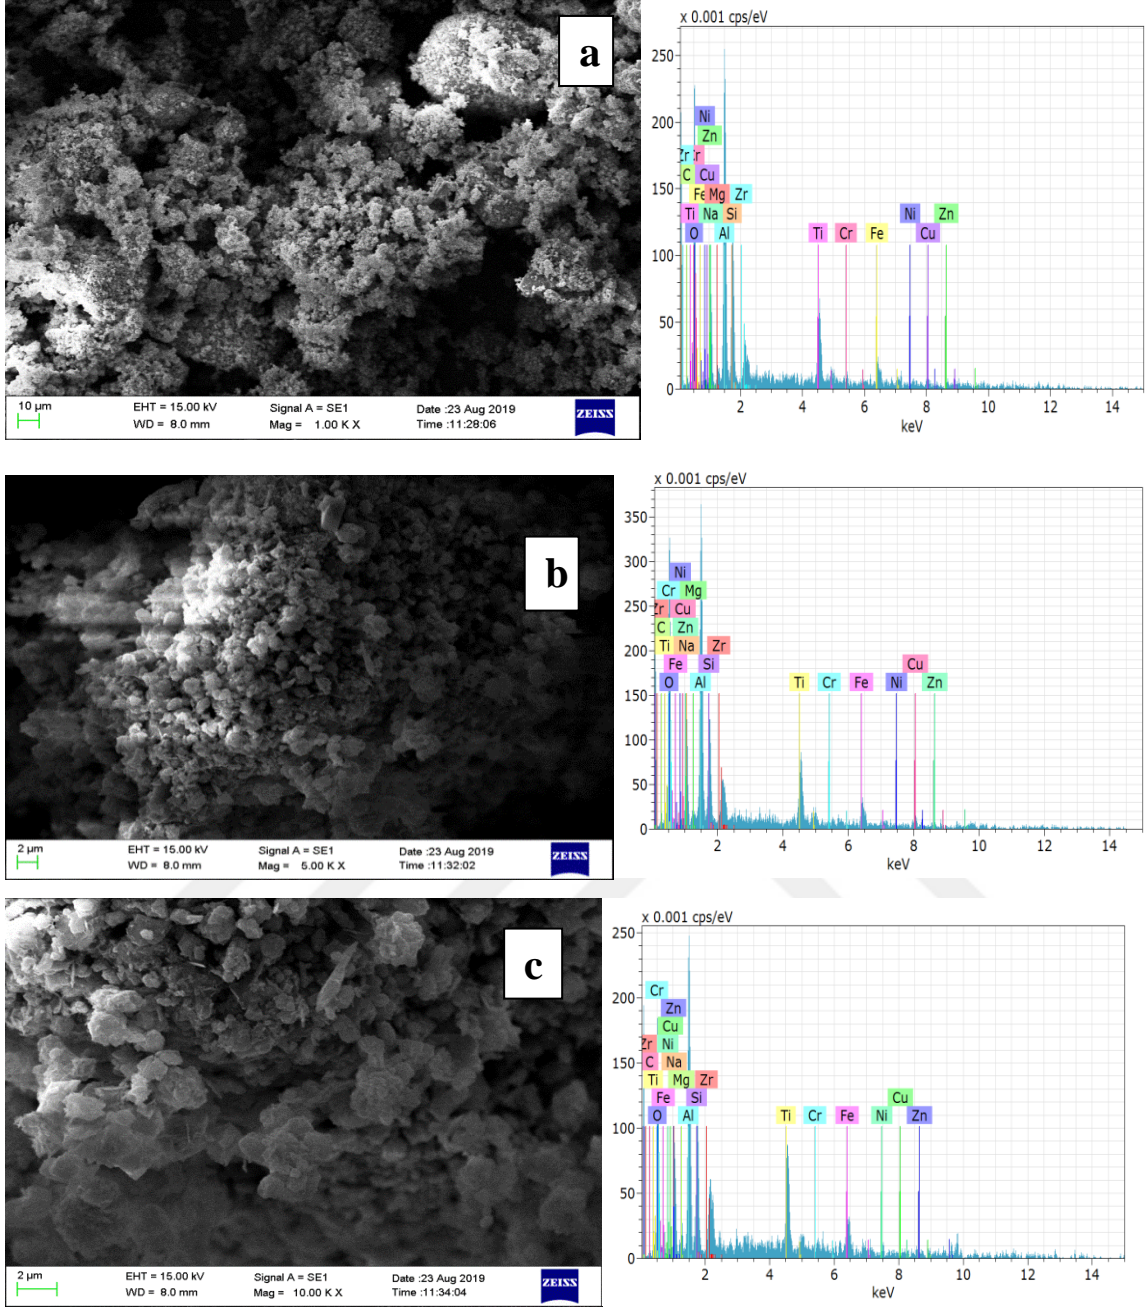 a
10 µm
EHT = 15.00 kV Signal A = SE1 Date :23 Aug 2019
WD = 8.0 mm Mag = 1.00 K X Time :11:28:06
ZEISS
x 0.001 cps/eV
250
200
150
100
50
0
Ni
Zn
Zr
C Cu
Fe Mg Zr
Ti Na Si
O Al Ti Cr Fe Ni Cu Zn
2 4 6 8 10 12 14
keV
b
2 µm
EHT = 15.00 kV Signal A = SE1 Date :23 Aug 2019
WD = 8.0 mm Mag = 5.00 K X Time :11:32:02
ZEISS
x 0.001 cps/eV
350
300
250
200
150
100
50
0
Ni
Cr Mg
Zr Cu
C Zn
Ti Na Zr
Fe Si Cu
O Al Ti Cr Fe Ni Zn
2 4 6 8 10 12 14
keV
c
2 µm
EHT = 15.00 kV Signal A = SE1 Date :23 Aug 2019
WD = 8.0 mm Mag = 10.00 K X Time :11:34:04
ZEISS
x 0.001 cps/eV
250
200
150
100
50
0
Cr
Zn
Cu
Zr Ni
C Na
Ti Mg Zr
Fe Si Cu
O Al Ti Cr Fe Ni Zn
2 4 6 8 10 12 14
keV